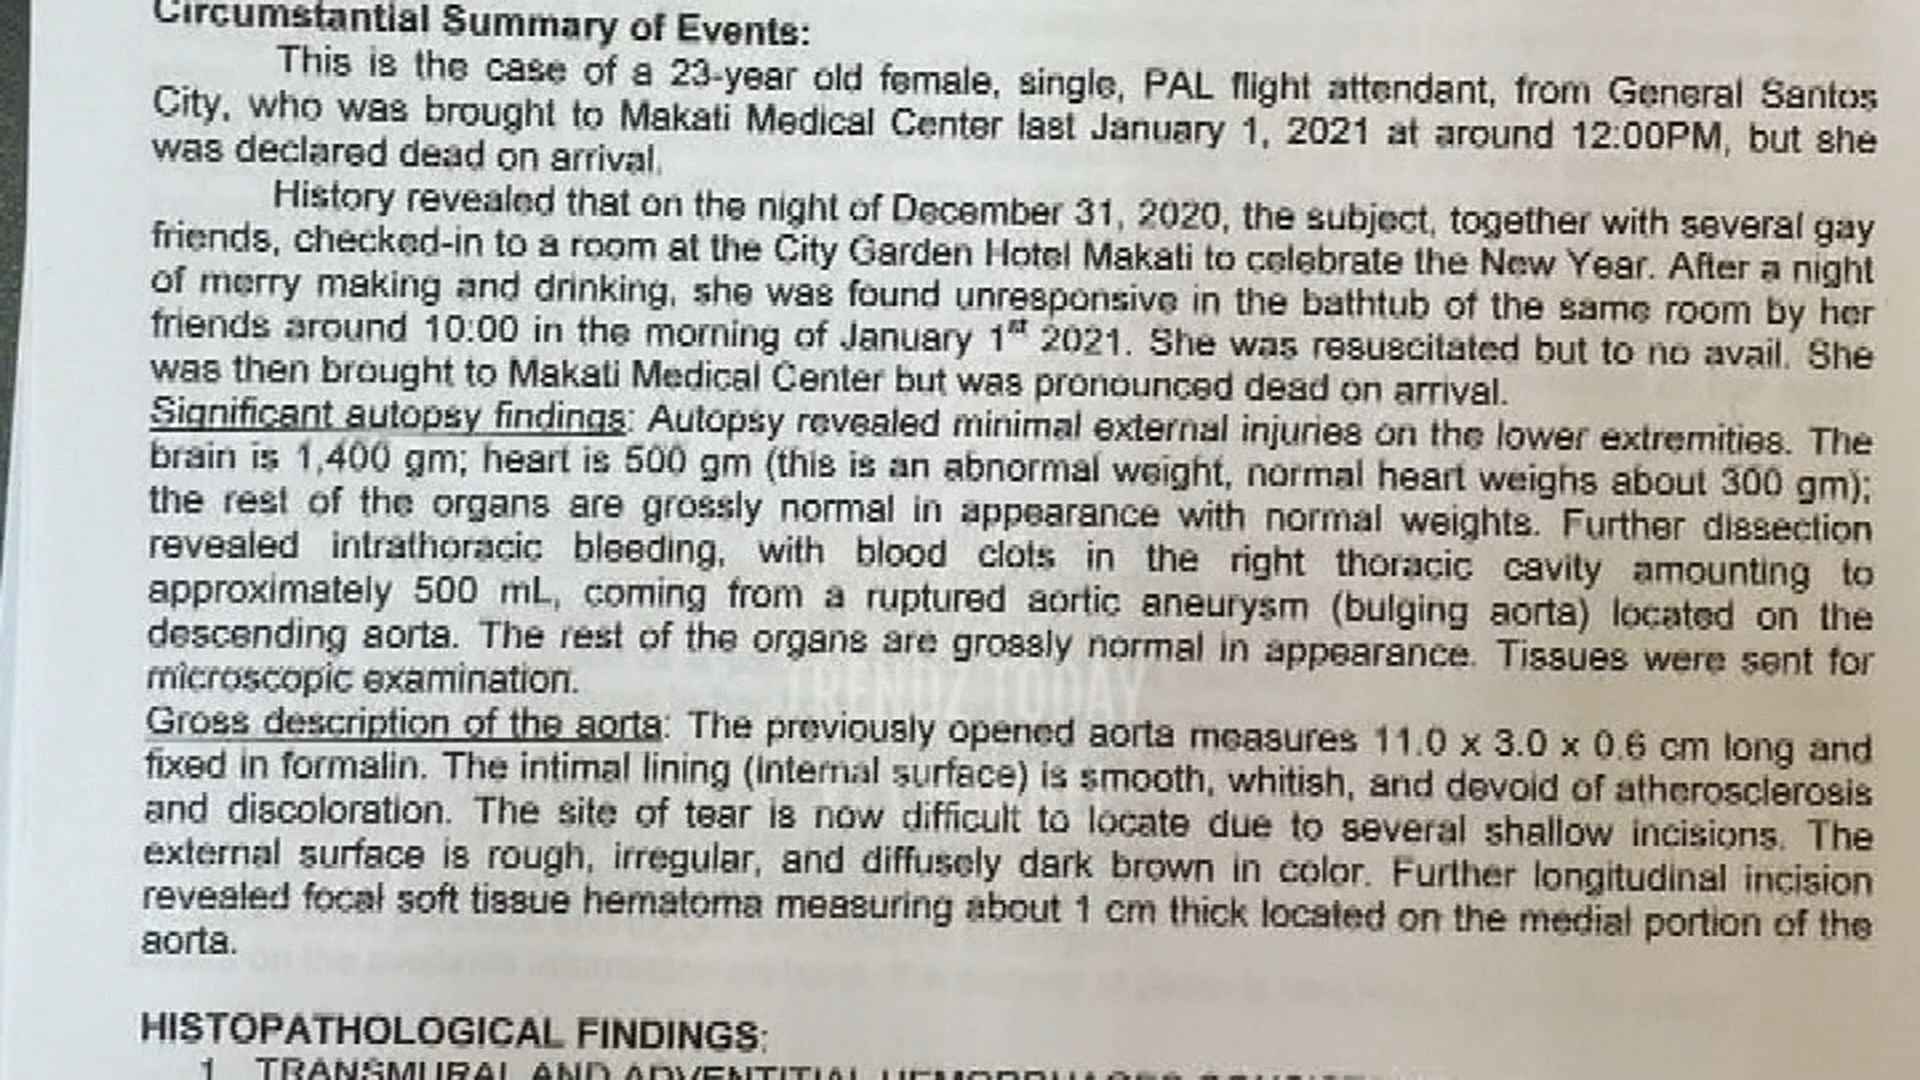 Circumstantial Summary of Events:
This is the case of a 23-year old female, single, PAL flight attendant, from General Santos
City, who was brought to Makati Medical Center last January 1, 2021 at around 12:00PM, but she
was declared dead on arrival.
History revealed that on the night of December 31, 2020, the subject, together with several gay
friends, checked-in to a room at the City Garden Hotel Makati to celebrate the New Year. After a night
of merry making and drinking, she was found unresponsive in the bathtub of the same room by her
friends around 10:00 in the morning of January 1st 2021. She was resuscitated but to no avail. She
was then brought to Makati Medical Center but was pronounced dead on arrival.
Significant autopsy findings: Autopsy revealed minimal external injuries on the lower extremities. The
brain is 1,400 gm; heart is 500 gm (this is an abnormal weight, normal heart weighs about 300 gm);
the rest of the organs are grossly normal in appearance with normal weights. Further dissection
revealed intrathoracic bleeding, with blood clots in the right thoracic cavity amounting to
approximately 500 mL, coming from a ruptured aortic aneurysm (bulging aorta) located on the
descending aorta. The rest of the organs are grossly normal in appearance. Tissues were sent for
microscopic examination.
TRENDZ TODAY
Gross description of the aorta: The previously opened aorta measures 11.0 x 3.0 x 0.6 cm long and
fixed in formalin. The intimal lining (internal surface) is smooth, whitish, and devoid of atherosclerosis
and discoloration. The site of tear is now difficult to locate due to several shallow incisions. The
external surface is rough, irregular, and diffusely dark brown in color. Further longitudinal incision
revealed focal soft tissue hematoma measuring about 1 cm thick located on the medial portion of the
aorta.
HISTOPATHOLOGICAL FINDINGS:
1. TRANSMURAL AND ADVENTITIAL HEMORRHAGES